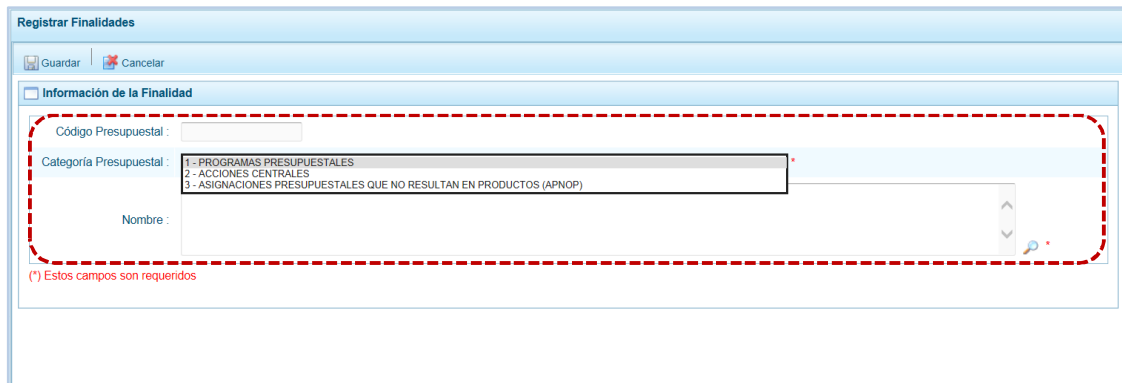 Registrar Finalidades
Guardar Cancelar
Información de la Finalidad
Código Presupuestal :
Categoría Presupuestal : 1 - PROGRAMAS PRESUPUESTALES *
2 - ACCIONES CENTRALES
3 - ASIGNACIONES PRESUPUESTALES QUE NO RESULTAN EN PRODUCTOS (APNOP)
Nombre : *
(*) Estos campos son requeridos